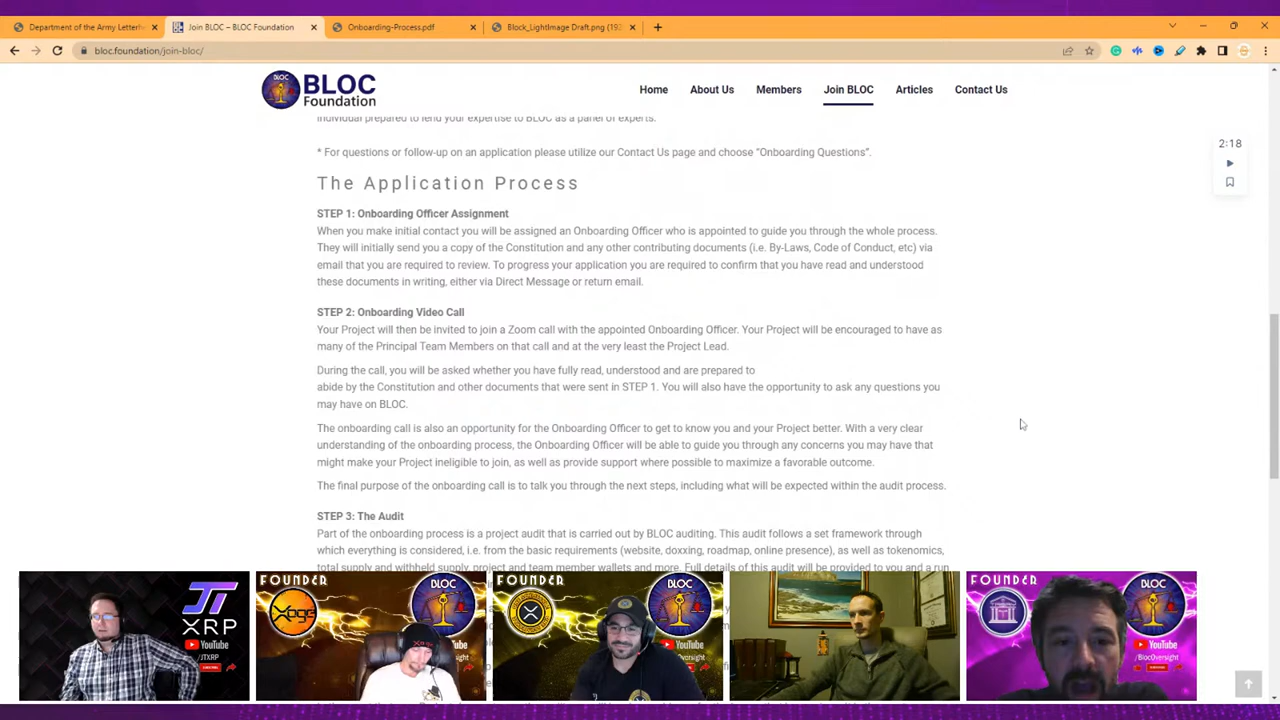 Department of the Army Letterh
Join BLOC – BLOC Foundation
Onboarding-Process.pdf
Block_LightImage Draft.png (192
bloc.foundation/join-bloc/
BLOC
BLOC
Foundation
Home
About Us
Members
Join BLOC
Articles
Contact Us
individual prepared to lend your expertise to BLOC as a panel of experts.
2:18
* For questions or follow-up on an application please utilize our Contact Us page and choose “Onboarding Questions”.
The Application Process
STEP 1: Onboarding Officer Assignment
When you make initial contact you will be assigned an Onboarding Officer who is appointed to guide you through the whole process.
They will initially send you a copy of the Constitution and any other contributing documents (i.e. By-Laws, Code of Conduct, etc) via
email that you are required to review. To progress your application you are required to confirm that you have read and understood
these documents in writing, either via Direct Message or return email.
STEP 2: Onboarding Video Call
Your Project will then be invited to join a Zoom call with the appointed Onboarding Officer. Your Project will be encouraged to have as
many of the Principal Team Members on that call and at the very least the Project Lead.
During the call, you will be asked whether you have fully read, understood and are prepared to
abide by the Constitution and other documents that were sent in STEP 1. You will also have the opportunity to ask any questions you
may have on BLOC.
The onboarding call is also an opportunity for the Onboarding Officer to get to know you and your Project better. With a very clear
understanding of the onboarding process, the Onboarding Officer will be able to guide you through any concerns you may have that
might make your Project ineligible to join, as well as provide support where possible to maximize a favorable outcome.
The final purpose of the onboarding call is to talk you through the next steps, including what will be expected within the audit process.
STEP 3: The Audit
Part of the onboarding process is a project audit that is carried out by BLOC auditing. This audit follows a set framework through
which everything is considered, i.e. from the basic requirements (website, doxxing, roadmap, online presence), as well as tokenomics,
total supply and withheld supply, project and team member wallets and more. Full details of this audit will be provided to you and a run
JT
XRP
YouTube
/JTXRP
FOUNDER
Xoge
BLOC
YouTube
FOUNDER
BLOC
YouTube
FOUNDER
BLOC
YouTube
/BlocOversight